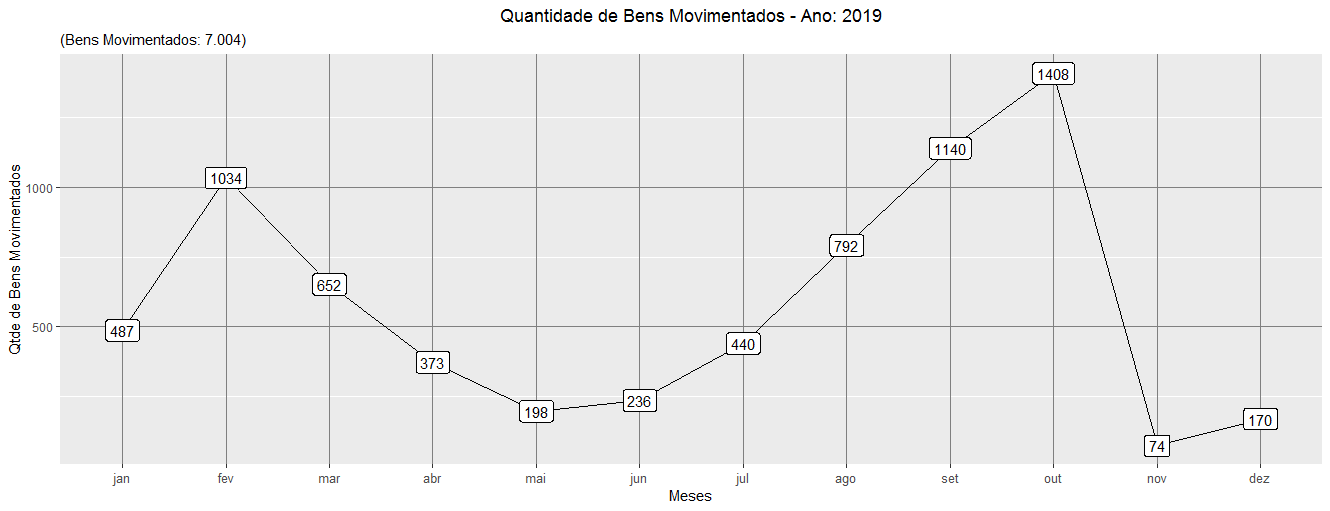 Quantidade de Bens Movimentados - Ano: 2019
(Bens Movimentados: 7.004)
Qtde de Bens Movimentados
1000
500
487
1034
652
373
198
236
440
792
1140
1408
74
170
jan fev mar abr mai jun jul ago set out nov dez
Meses